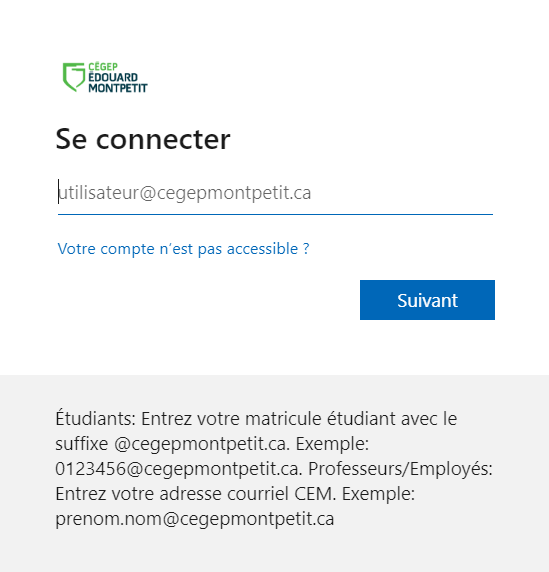 CÉGEP
ÉDOUARD
MONTPETIT
Se connecter
utilisateur@cegepmontpetit.ca
Votre compte n’est pas accessible ?
Suivant
Étudiants: Entrez votre matricule étudiant avec le
suffixe @cegepmontpetit.ca. Exemple:
0123456@cegepmontpetit.ca. Professeurs/Employés:
Entrez votre adresse courriel CEM. Exemple:
prenom.nom@cegepmontpetit.ca